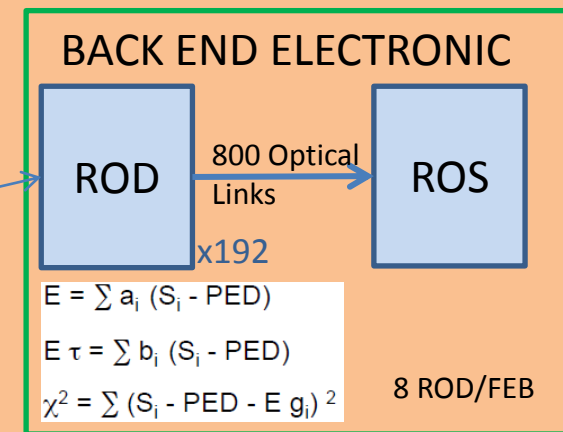 BACK END ELECTRONIC
ROD
800 Optical
Links
ROS
x192
E = ∑ aᵢ (Sᵢ - PED)
E τ = ∑ bᵢ (Sᵢ - PED)
χ² = ∑ (Sᵢ - PED - E gᵢ) ²
8 ROD/FEB